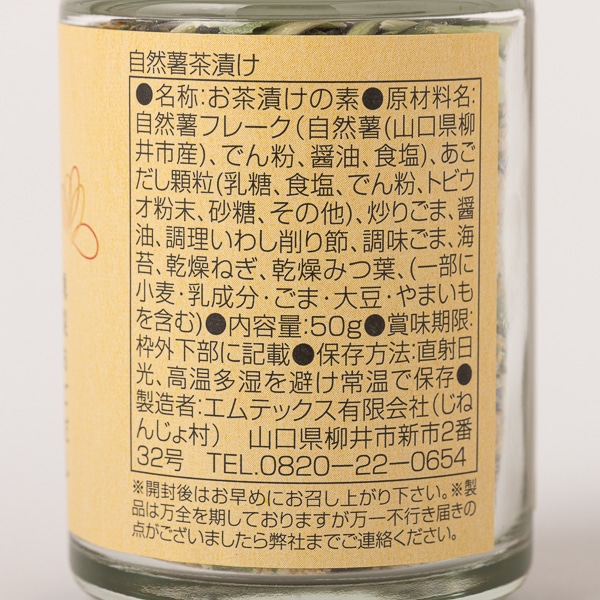 自然薯茶漬け
●名称:お茶漬けの素●原材料名:
自然薯フレーク(自然薯(山口県柳
井市産)、でん粉、醤油、食塩)、あご
だし顆粒(乳糖、食塩、でん粉、トビウ
オ粉末、砂糖、その他)、炒りごま、醤
油、調理いわし削り節、調味ごま、海
苔、乾燥ねぎ、乾燥みつ葉、(一部に
小麦・乳成分・ごま・大豆・やまいも
を含む)●内容量:50g●賞味期限:
枠外下部に記載●保存方法:直射日
光、高温多湿を避け常温で保存●
製造者:エムテックス有限会社(じね
んじょ村) 山口県柳井市新市2番
32号 TEL.0820-22-0654
※開封後はお早めにお召し上がり下さい。※製
品は万全を期しておりますが万一不行き届きの
点がございましたら弊社までご連絡ください。